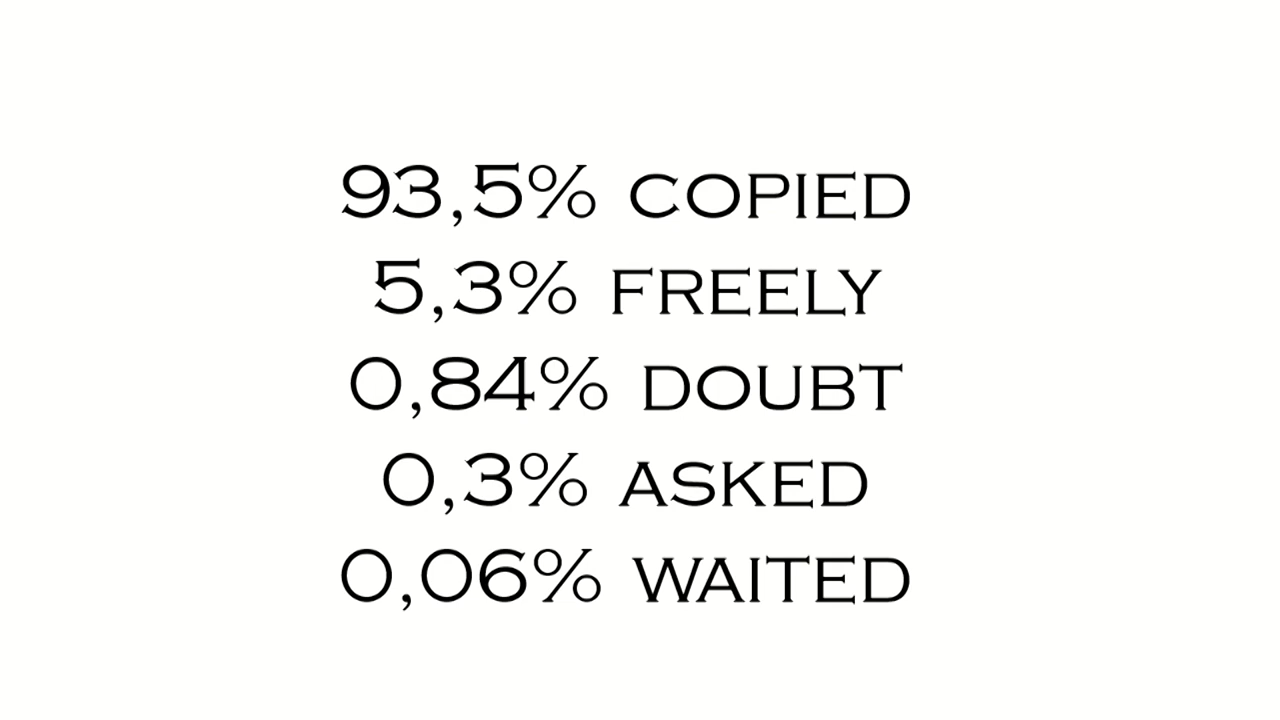 93,5% COPIED
5,3% FREELY
0,84% DOUBT
0,3% ASKED
0,06% WAITED